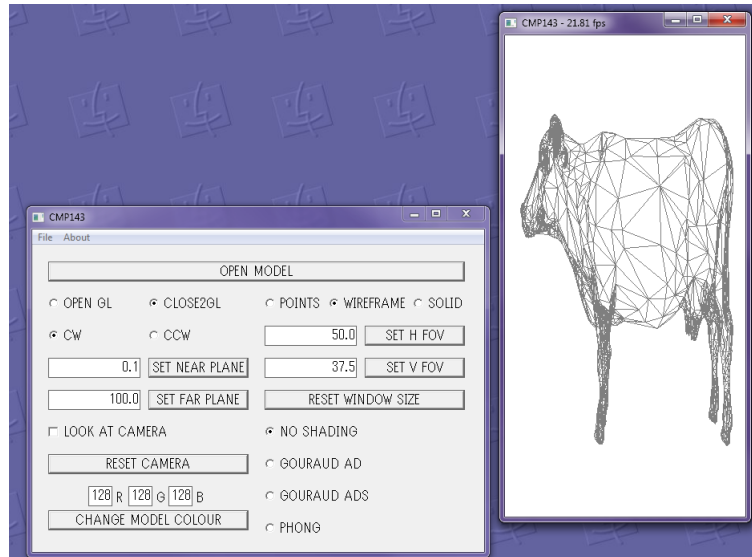 CMP143 - 21.81 fps
CMP143
File About
OPEN MODEL
OPEN GL CLOSE2GL POINTS WIREFRAME SOLID
CW CCW 50.0 SET H FOV
0.1 SET NEAR PLANE 37.5 SET V FOV
100.0 SET FAR PLANE RESET WINDOW SIZE
LOOK AT CAMERA NO SHADING
RESET CAMERA GOURAUD AD
128 R 128 G 128 B GOURAUD ADS
CHANGE MODEL COLOUR PHONG